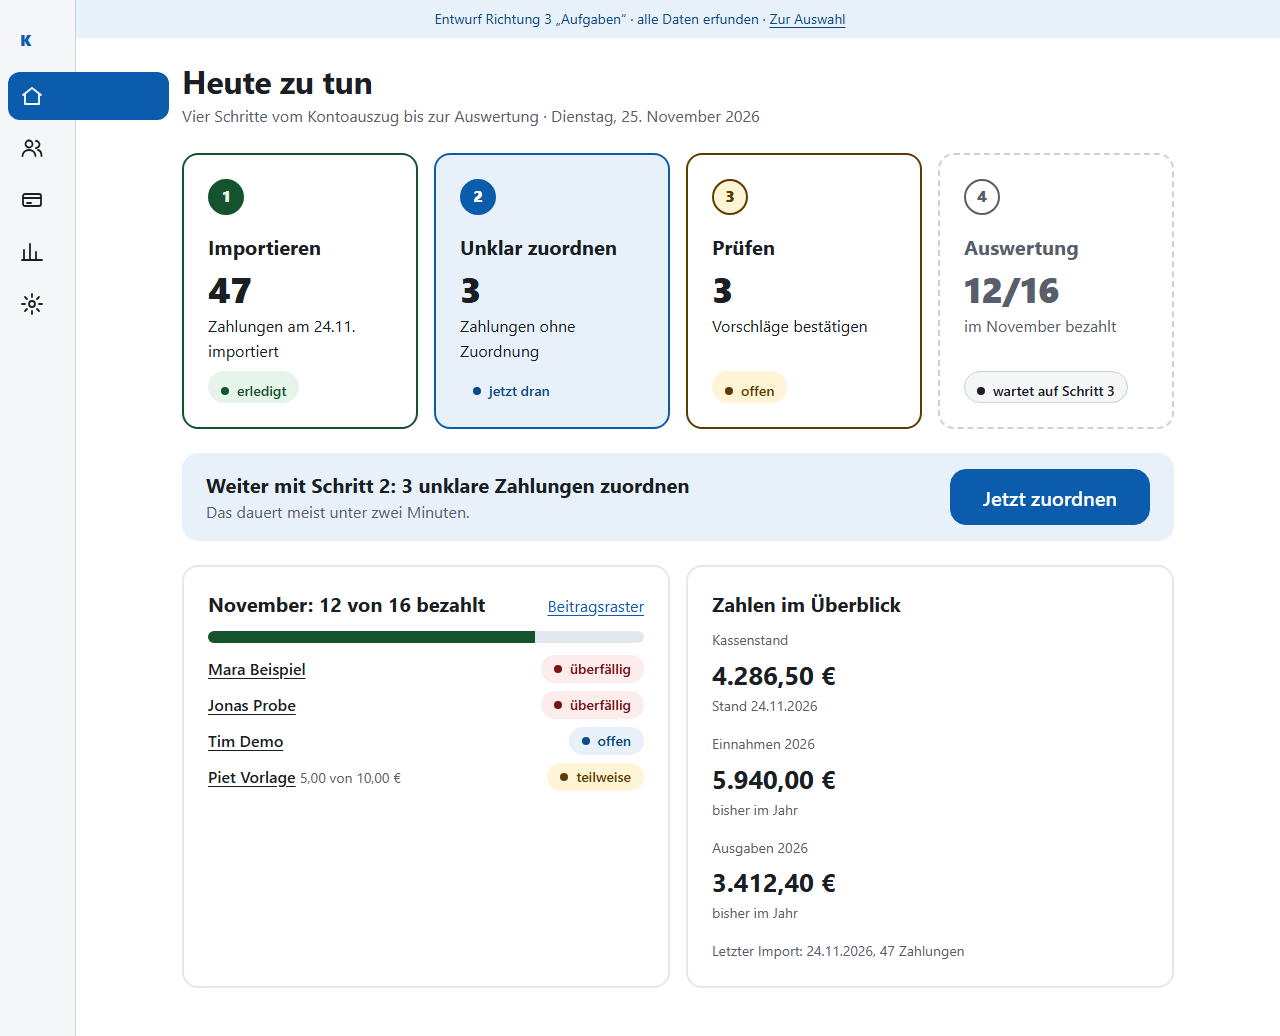 Entwurf Richtung 3 „Aufgaben“ · alle Daten erfunden · Zur Auswahl
K
Heute zu tun
Vier Schritte vom Kontoauszug bis zur Auswertung · Dienstag, 25. November 2026
1
Importieren
47
Zahlungen am 24.11.
importiert
erledigt
2
Unklar zuordnen
3
Zahlungen ohne
Zuordnung
jetzt dran
3
Prüfen
3
Vorschläge bestätigen
offen
4
Auswertung
12/16
im November bezahlt
wartet auf Schritt 3
Weiter mit Schritt 2: 3 unklare Zahlungen zuordnen
Das dauert meist unter zwei Minuten.
Jetzt zuordnen
November: 12 von 16 bezahlt
Beitragsraster
Mara Beispiel
überfällig
Jonas Probe
überfällig
Tim Demo
offen
Piet Vorlage 5,00 von 10,00 €
teilweise
Zahlen im Überblick
Kassenstand
4.286,50 €
Stand 24.11.2026
Einnahmen 2026
5.940,00 €
bisher im Jahr
Ausgaben 2026
3.412,40 €
bisher im Jahr
Letzter Import: 24.11.2026, 47 Zahlungen